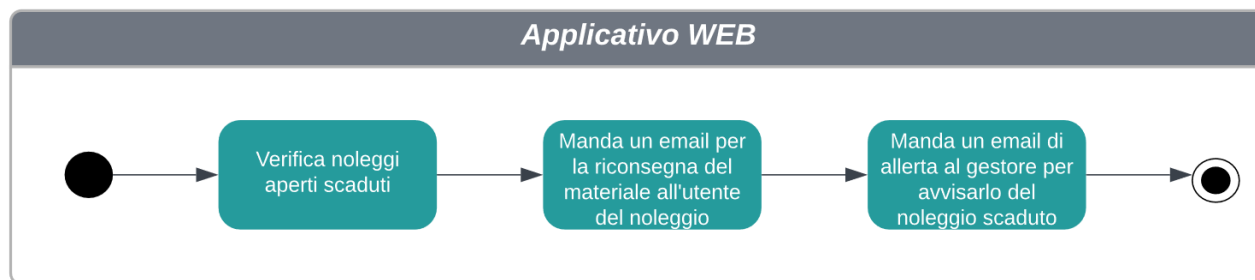 Applicativo WEB
Verifica noleggi
aperti scaduti
Manda un email per
la riconsegna del
materiale all'utente
del noleggio
Manda un email di
allerta al gestore per
avvisarlo del
noleggio scaduto